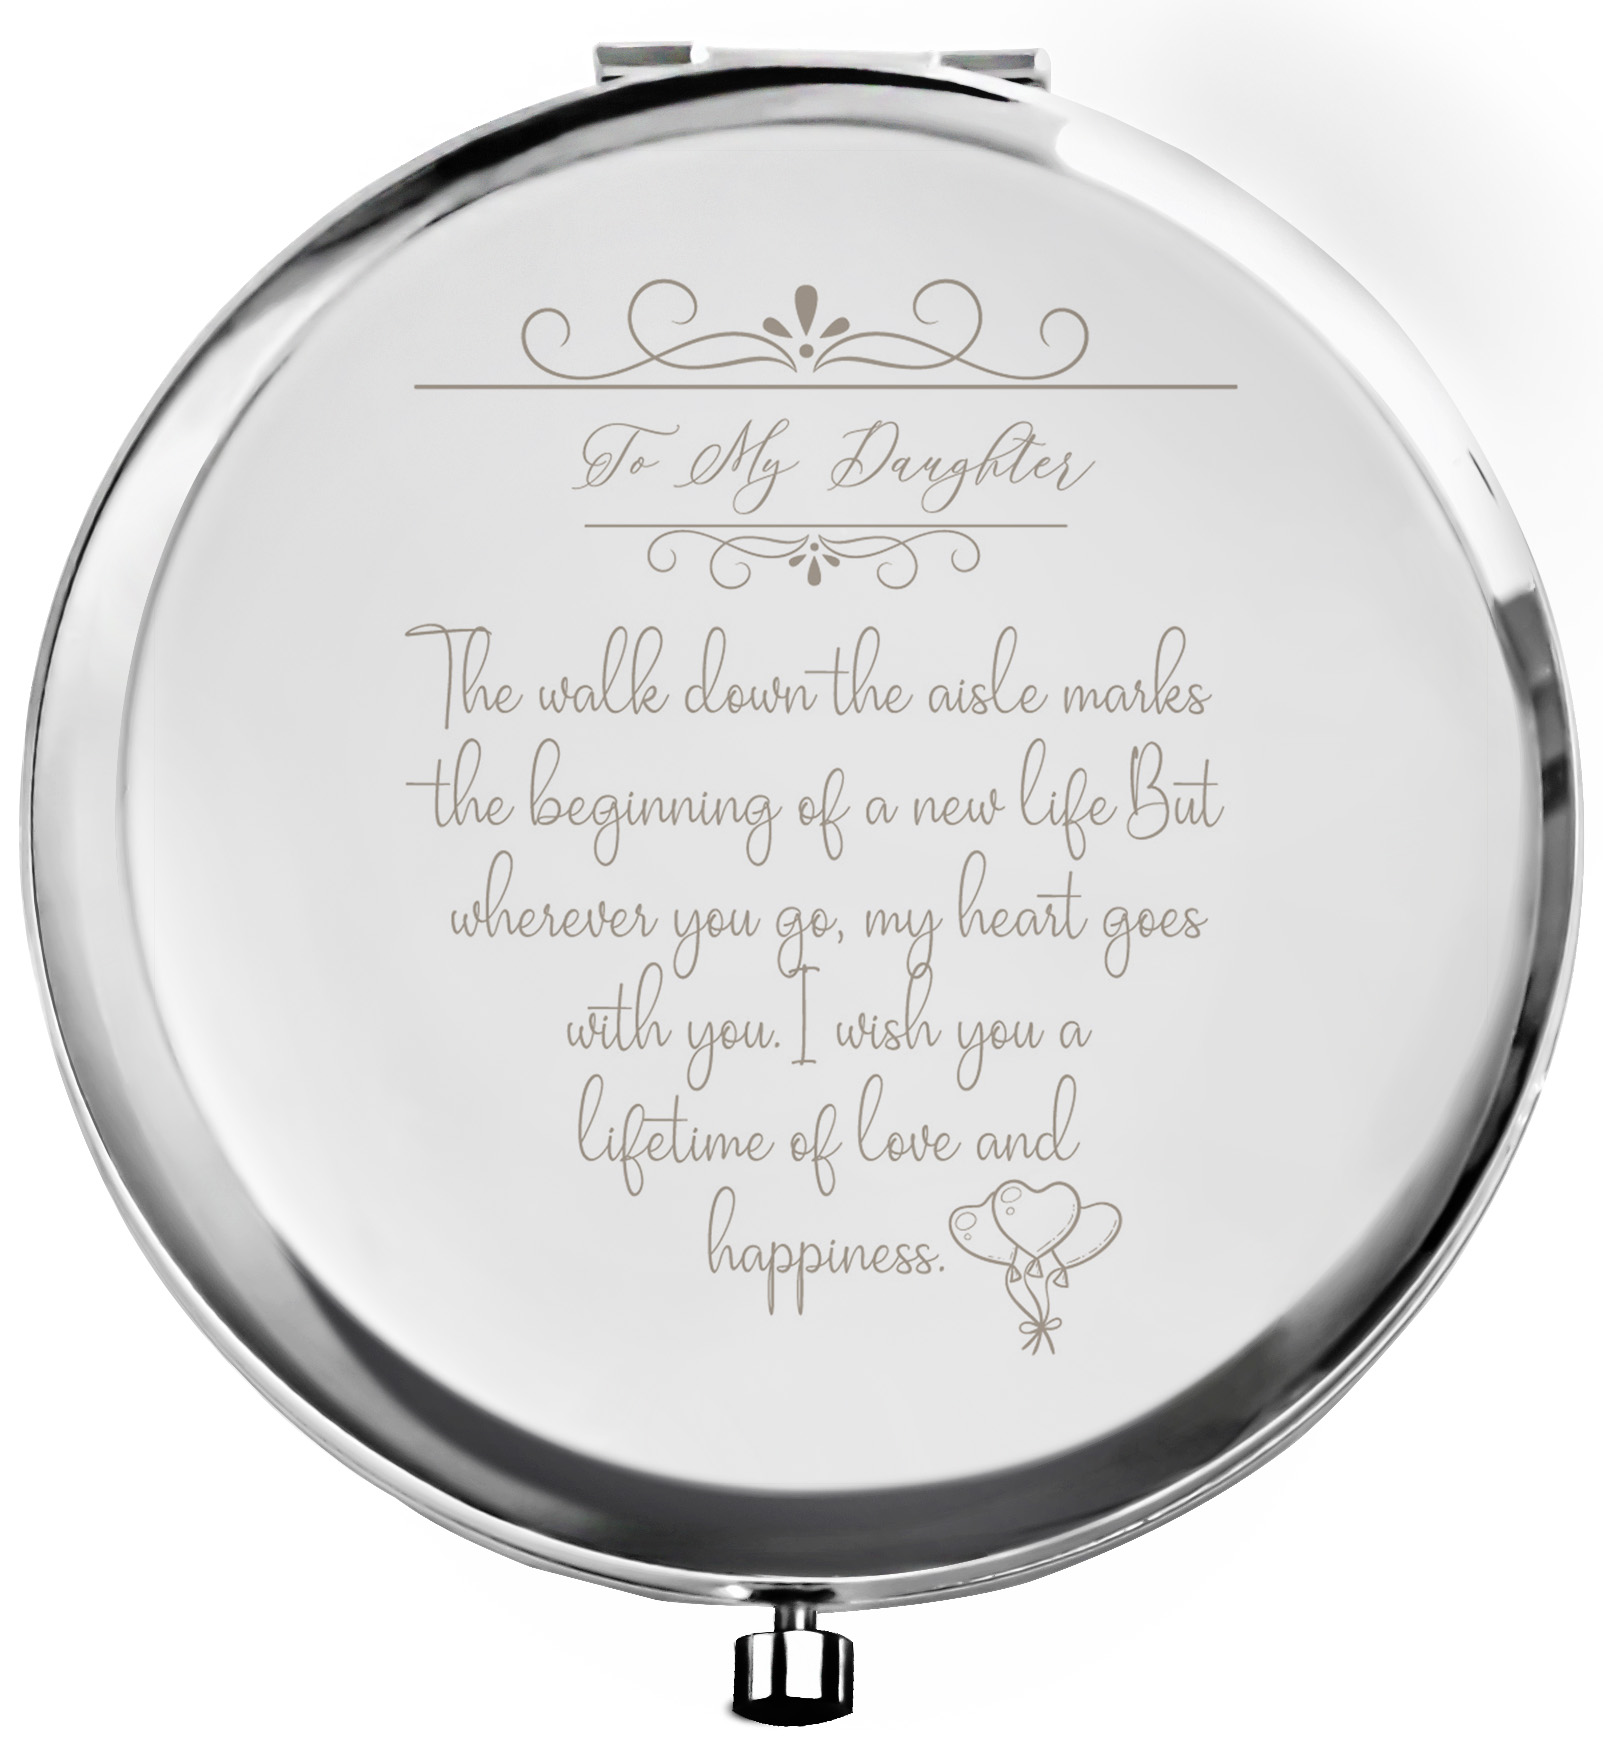 To My Daughter
The walk down the aisle marks
the beginning of a new life But
wherever you go, my heart goes
with you. I wish you a
lifetime of love and
happiness.